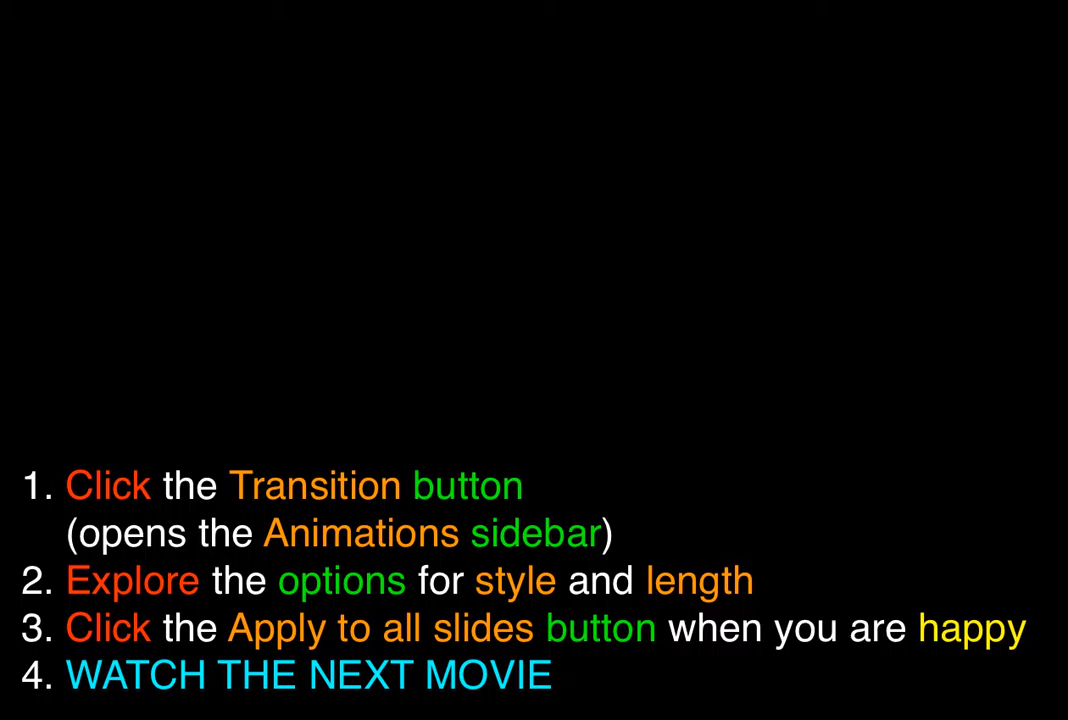 1. Click the Transition button
(opens the Animations sidebar)
2. Explore the options for style and length
3. Click the Apply to all slides button when you are happy
4. WATCH THE NEXT MOVIE